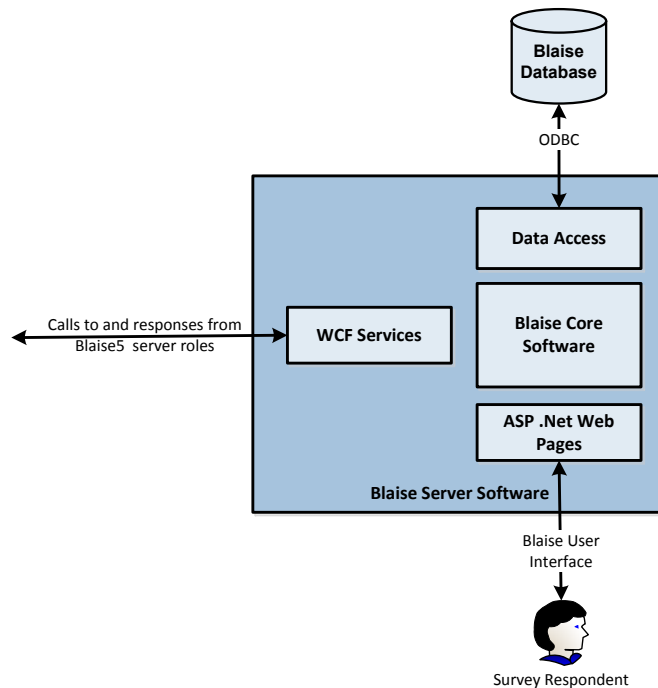 Blaise
Database
ODBC
Data Access
Calls to and responses from
Blaise5 server roles
WCF Services
Blaise Core
Software
ASP .Net Web
Pages
Blaise Server Software
Blaise User
Interface
Survey Respondent